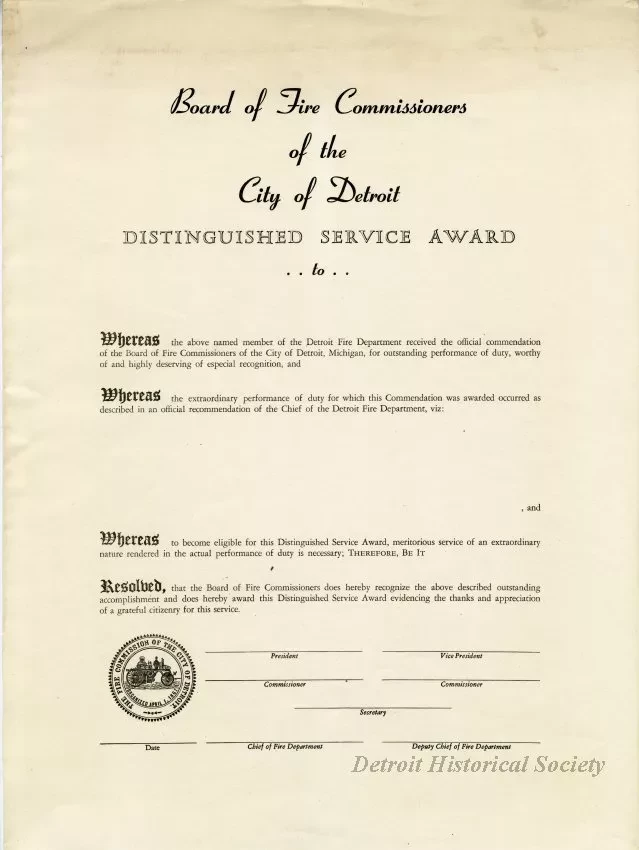 Board of Fire Commissioners
of the
City of Detroit
DISTINGUISHED SERVICE AWARD
. . to . .
Whereas the above named member of the Detroit Fire Department received the official commendation
of the Board of Fire Commissioners of the City of Detroit, Michigan, for outstanding performance of duty, worthy
of and highly deserving of especial recognition, and
Whereas the extraordinary performance of duty for which this Commendation was awarded occurred as
described in an official recommendation of the Chief of the Detroit Fire Department, viz:
, and
Whereas to become eligible for this Distinguished Service Award, meritorious service of an extraordinary
nature rendered in the actual performance of duty is necessary; THEREFORE, BE IT
Resolved, that the Board of Fire Commissioners does hereby recognize the above described outstanding
accomplishment and does hereby award this Distinguished Service Award evidencing the thanks and appreciation
of a grateful citizenry for this service.
THE FIRE COMMISSION OF THE CITY OF DETROIT.
ORGANIZED APRIL 1,
President Vice President
Commissioner Commissioner
Secretary
Date Chief of Fire Department Deputy Chief of Fire Department
Detroit Historical Society